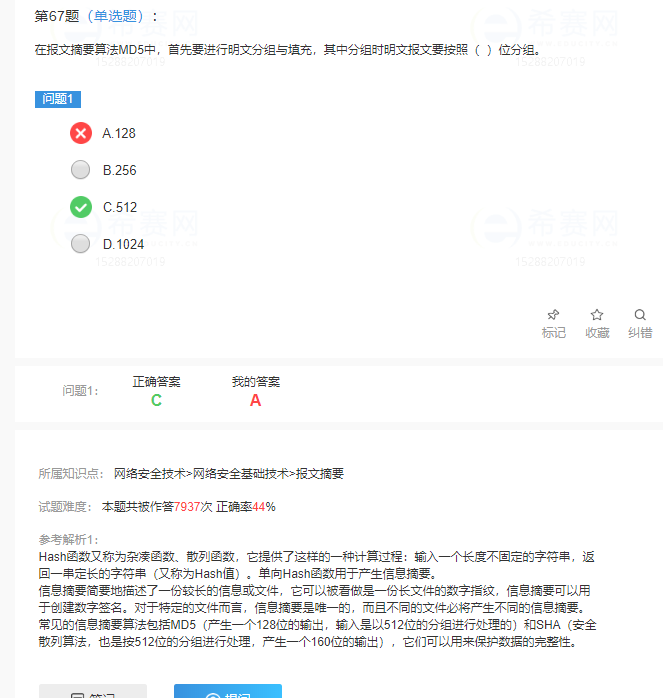 第67题（单选题）：
在报文摘要算法MD5中，首先要进行明文分组与填充，其中分组时明文报文要按照（ ）位分组。
问题1
A.128
B.256
C.512
D.1024
希赛网
希赛网
15288207019
15288207019
标记 收藏 纠错
问题1： 正确答案 我的答案
C A
所属知识点： 网络安全技术>网络安全基础技术>报文摘要
试题难度： 本题共被作答7937次 正确率44%
参考解析1：
Hash函数又称为杂凑函数、散列函数，它提供了这样的一种计算过程：输入一个长度不固定的字符串，返
回一串定长的字符串（又称为Hash值）。单向Hash函数用于产生信息摘要。
信息摘要简要地描述了一份较长的信息或文件，它可以被看做是一份长文件的数字指纹，信息摘要可以用
于创建数字签名。对于特定的文件而言，信息摘要是唯一的，而且不同的文件必将产生不同的信息摘要。
常见的信息摘要算法包括MD5（产生一个128位的输出，输入是以512位的分组进行处理的）和SHA（安全
散列算法，也是按512位的分组进行处理，产生一个160位的输出），它们可以用来保护数据的完整性。
笔记 提问